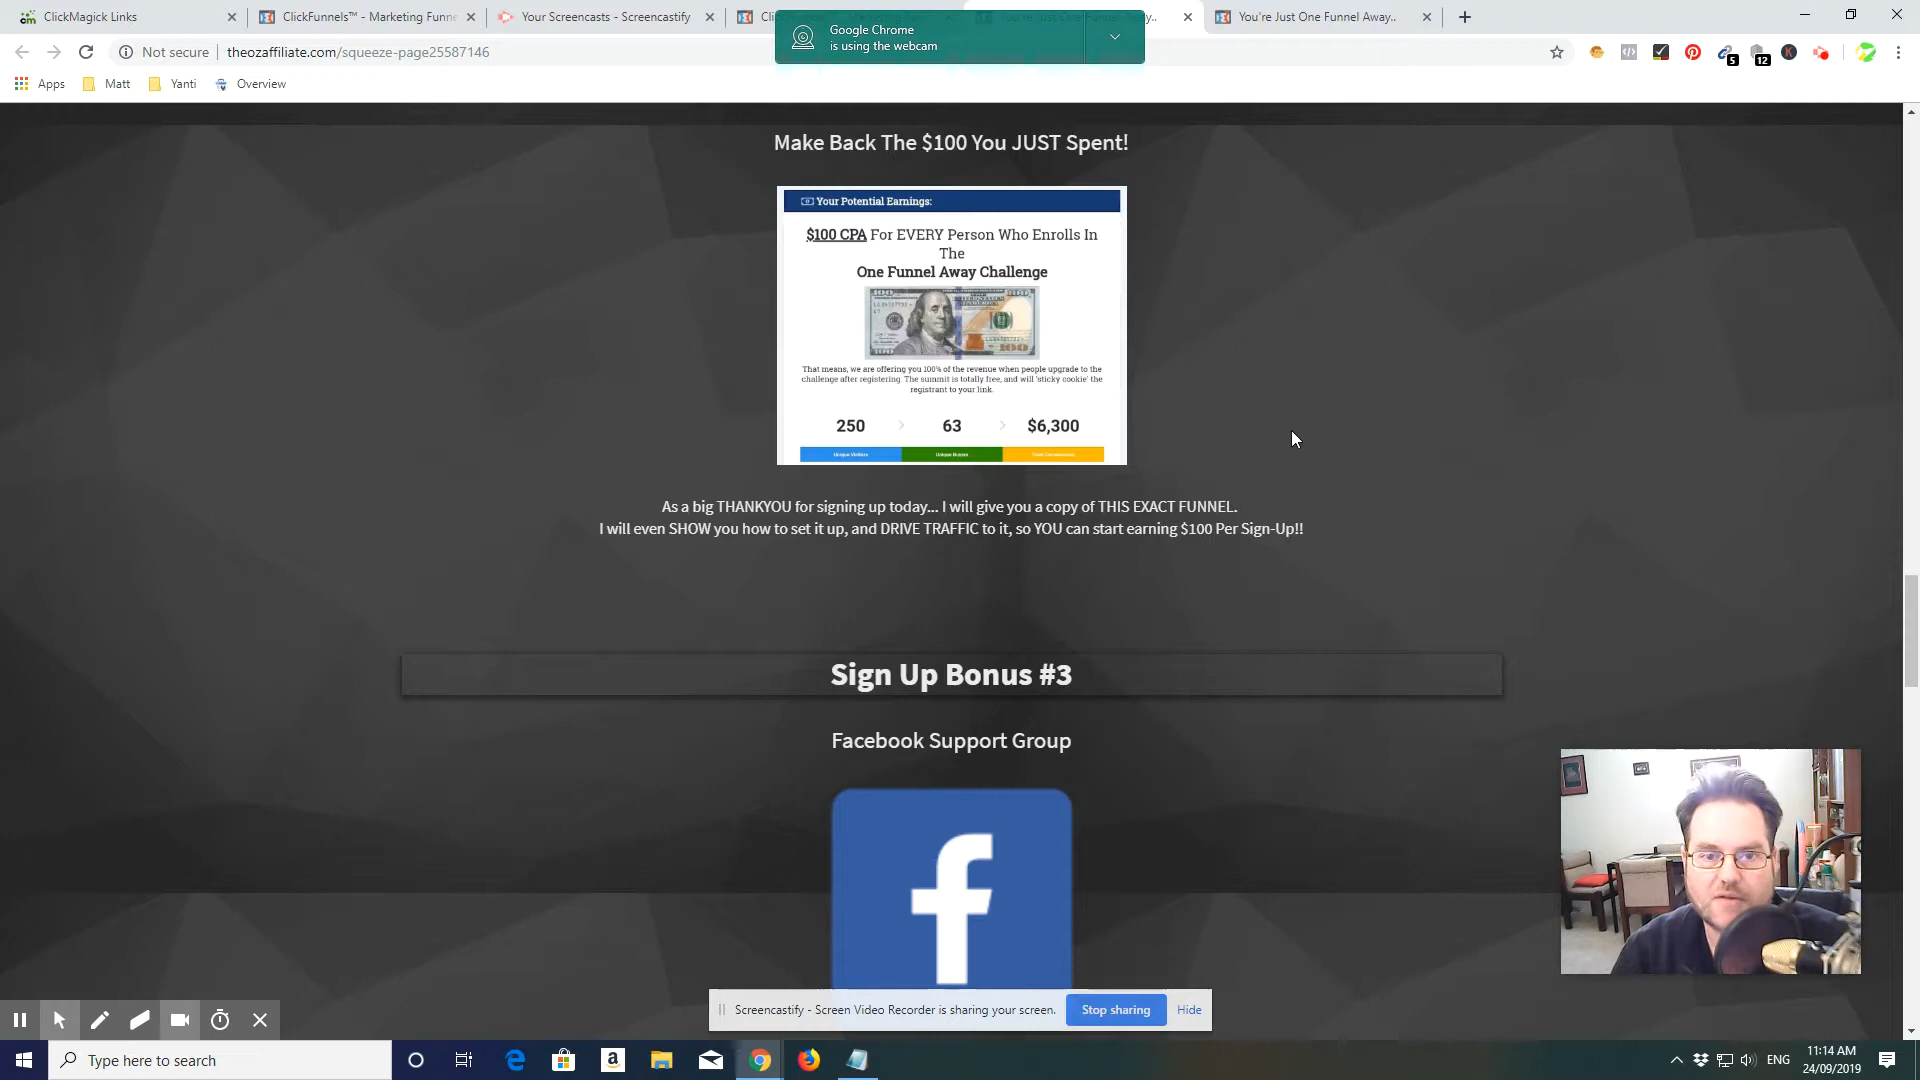 ClickMagick Links
ClickFunnels™ - Marketing Funne
Your Screencasts - Screencastify
You're Just One Funnel Away..
Google Chrome
is using the webcam
Not secure
theozaffiliate.com/squeeze-page25587146
5
12
K
Apps
Matt
Yanti
Overview
Make Back The $100 You JUST Spent!
Your Potential Earnings:
$100 CPA For EVERY Person Who Enrolls In
The
One Funnel Away Challenge
That means, we are offering you 100% of the revenue when people upgrade to the
challenge after registering. The summit is totally free, and will 'sticky cookie' the
registrant to your link.
250 > 63 > $6,300
Unique Visitors
Unique Buyers
Total Commissions
As a big THANKYOU for signing up today... I will give you a copy of THIS EXACT FUNNEL.
I will even SHOW you how to set it up, and DRIVE TRAFFIC to it, so YOU can start earning $100 Per Sign-Up!!
Sign Up Bonus #3
Facebook Support Group
Screencastify - Screen Video Recorder is sharing your screen.
Stop sharing
Hide
Type here to search
ENG
11:14 AM
24/09/2019